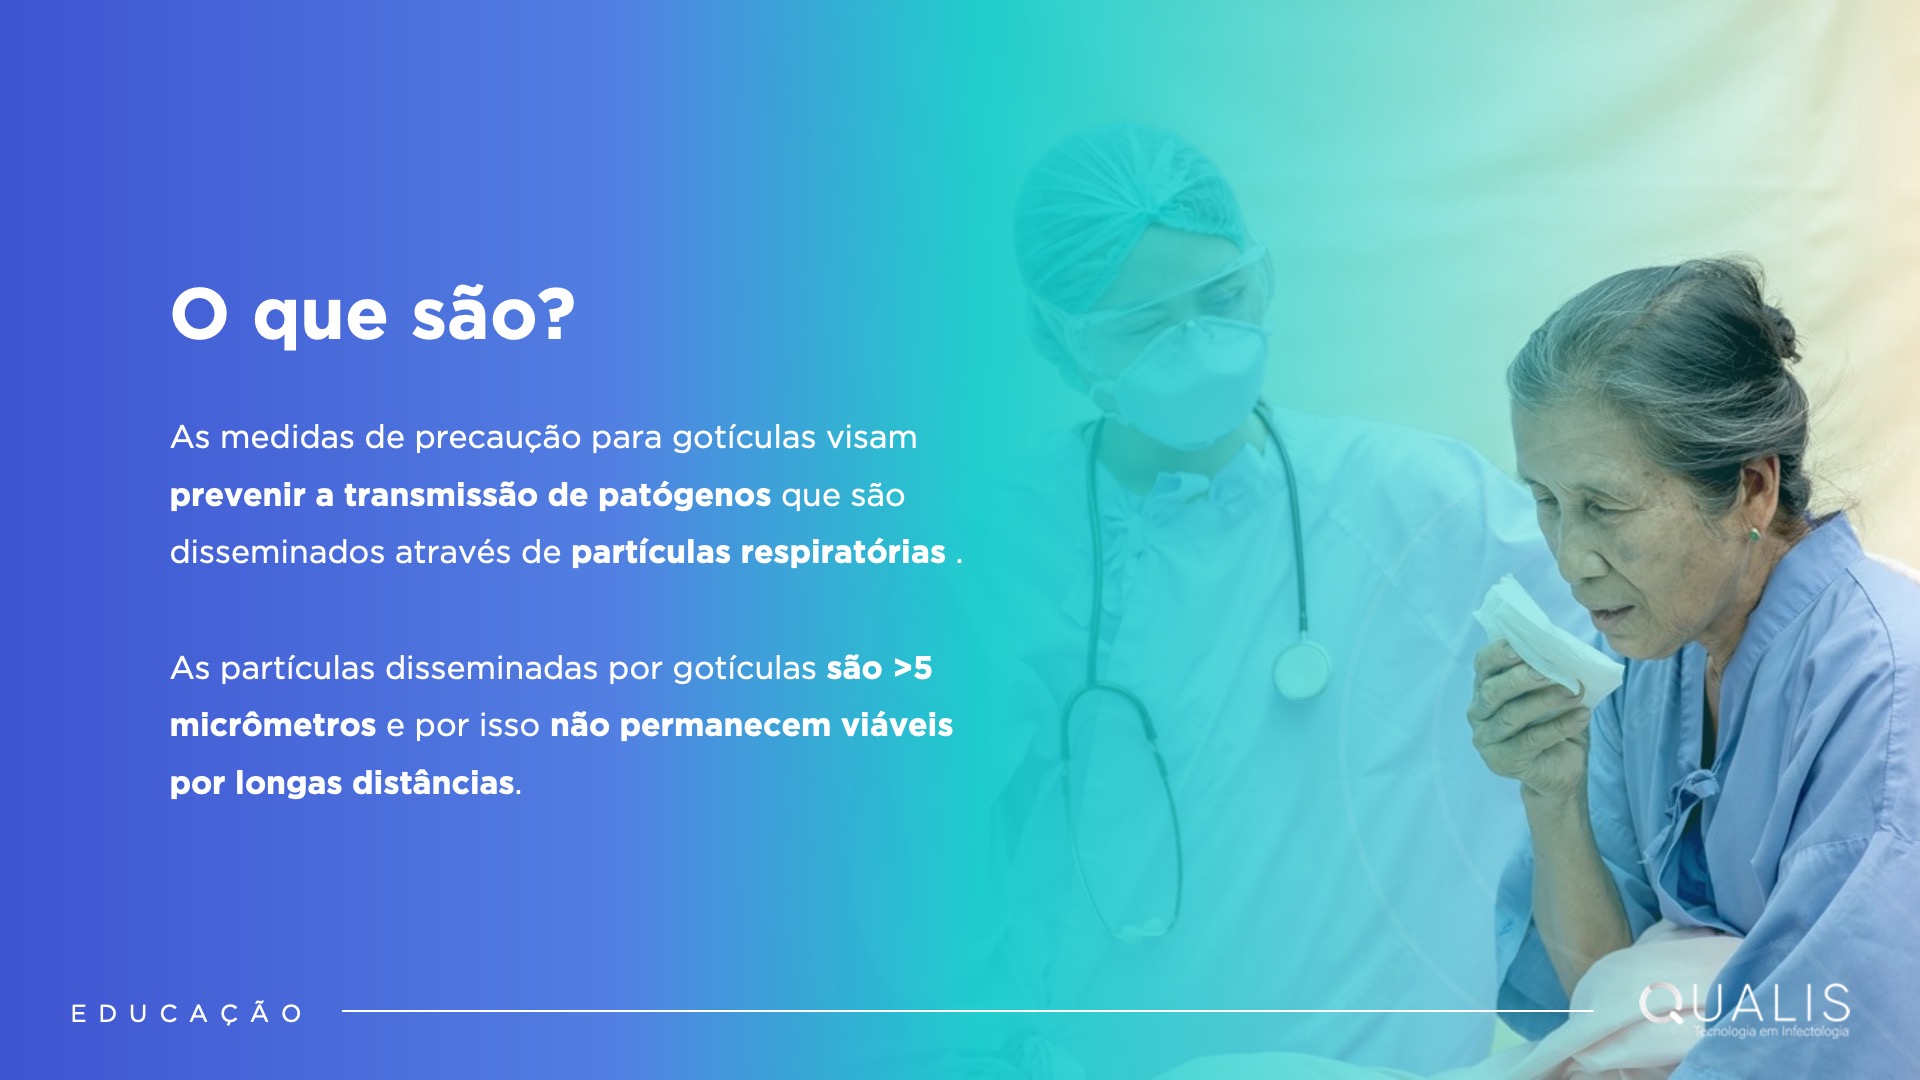 O que são?
As medidas de precaução para gotículas visam
prevenir a transmissão de patógenos que são
disseminados através de partículas respiratórias .
As partículas disseminadas por gotículas são >5
micrômetros e por isso não permanecem viáveis
por longas distâncias.
EDUCAÇÃO
QUALIS
Tecnologia em Infectologia